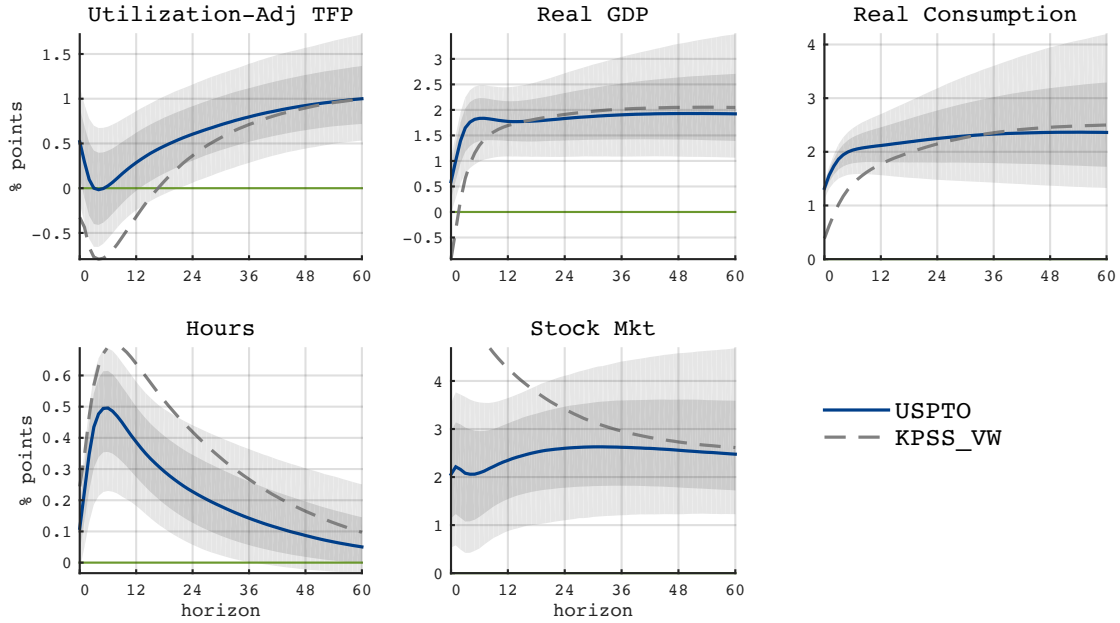 Utilization-Adj TFP
Real GDP
Real Consumption
% points
1.5
1
0.5
0
-0.5
0 12 24 36 48 60
3
2.5
2
1.5
1
0.5
0
-0.5
0 12 24 36 48 60
4
3
2
1
0
0 12 24 36 48 60
Hours
Stock Mkt
% points
0.6
0.5
0.4
0.3
0.2
0.1
0
0 12 24 36 48 60
horizon
4
3
2
1
0
0 12 24 36 48 60
horizon
USPTO
KPSS_VW